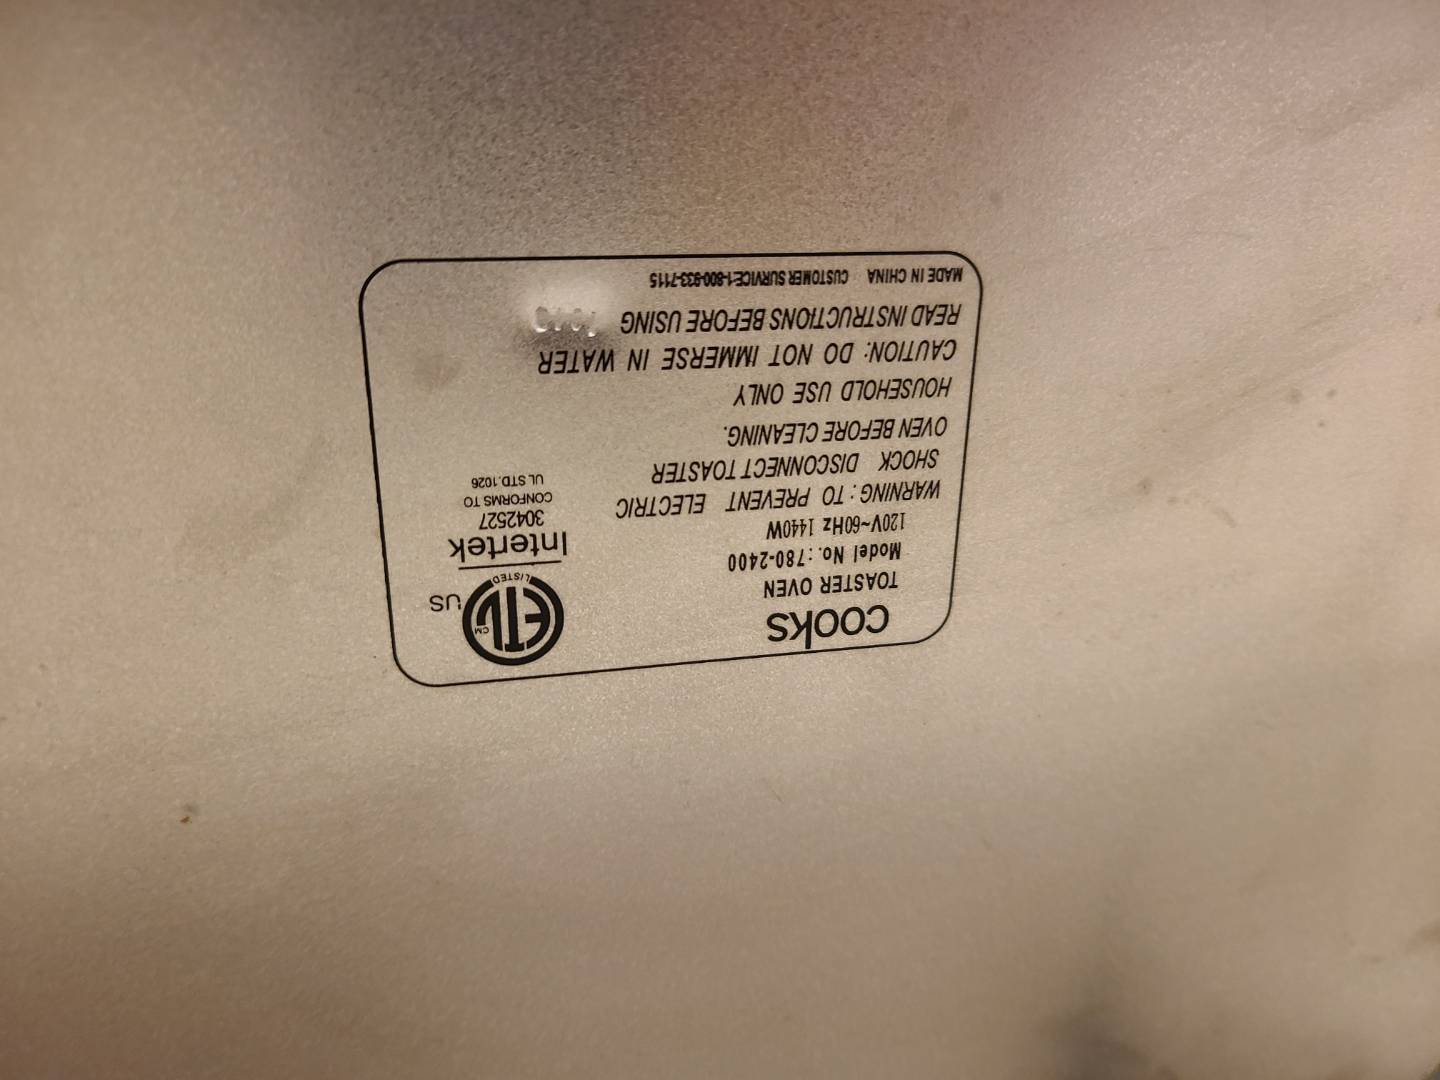 cooks
TOASTER OVEN
Model No.:780-2400
120V~60Hz 1440W
WARNING: TO PREVENT ELECTRIC
SHOCK DISCONNECT TOASTER
OVEN BEFORE CLEANING.
HOUSEHOLD USE ONLY
CAUTION: DO NOT IMMERSE IN WATER
READ INSTRUCTIONS BEFORE USING
MADE IN CHINA CUSTOMER SURVICE:1-800-933-7115
ETL
CM
LISTED
US
Intertek
3042527
CONFORMS TO
UL STD.1026